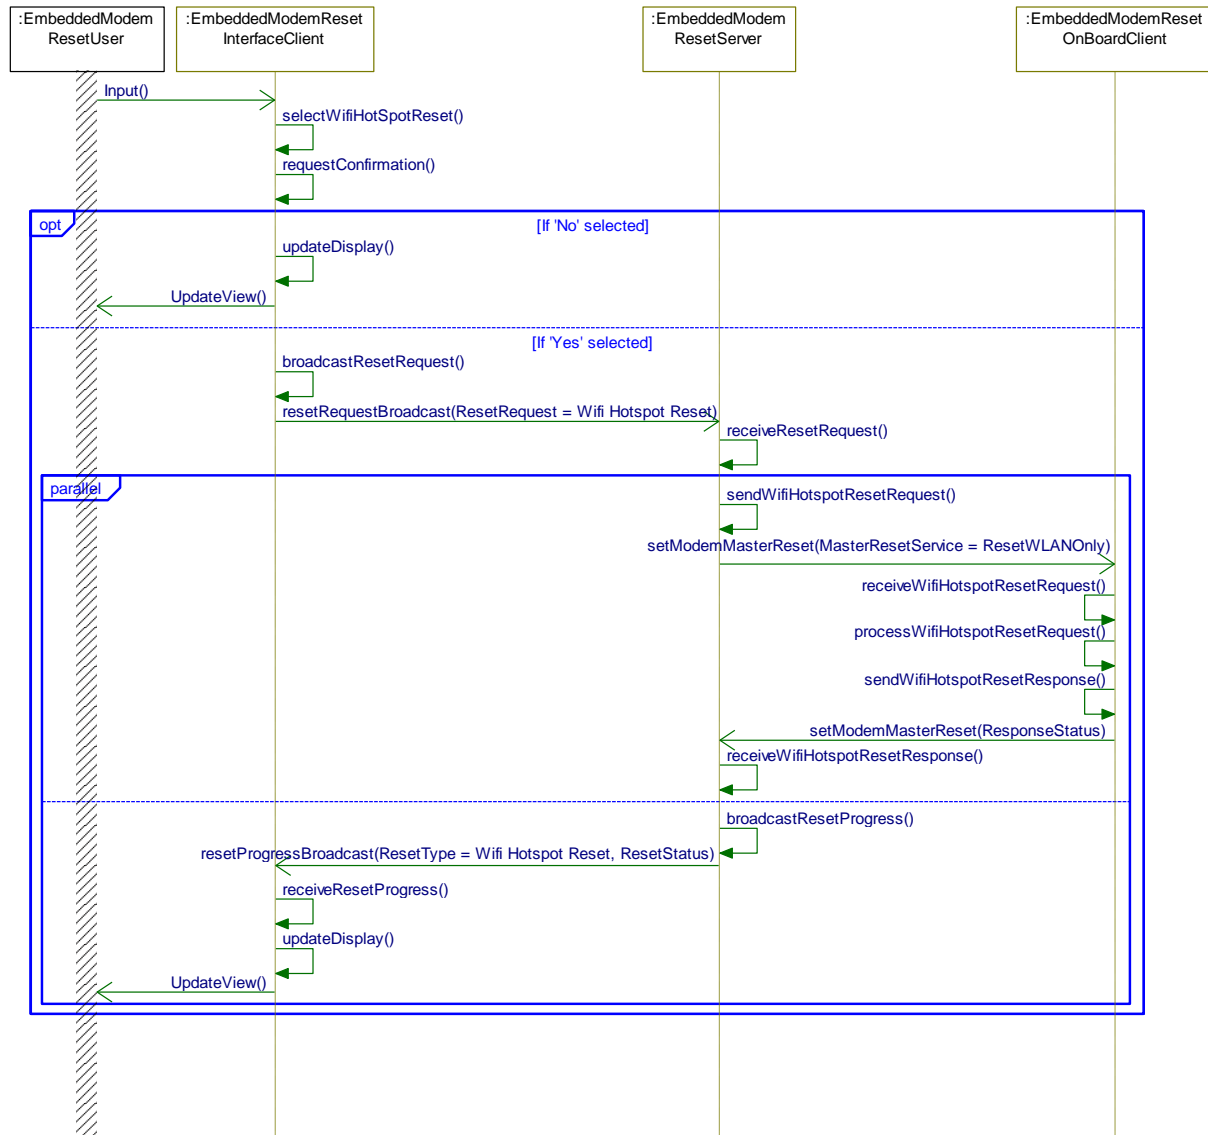 :EmbeddedModem
ResetUser
:EmbeddedModemReset
InterfaceClient
:EmbeddedModem
ResetServer
:EmbeddedModemReset
OnBoardClient
Input()
selectWifiHotSpotReset()
requestConfirmation()
opt
[If 'No' selected]
updateDisplay()
UpdateView()
[If 'Yes' selected]
broadcastResetRequest()
resetRequestBroadcast(ResetRequest = Wifi Hotspot Reset)
receiveResetRequest()
parallel
sendWifiHotspotResetRequest()
setModemMasterReset(MasterResetService = ResetWLANOnly)
receiveWifiHotspotResetRequest()
processWifiHotspotResetRequest()
sendWifiHotspotResetResponse()
setModemMasterReset(ResponseStatus)
receiveWifiHotspotResetResponse()
broadcastResetProgress()
resetProgressBroadcast(ResetType = Wifi Hotspot Reset, ResetStatus)
receiveResetProgress()
updateDisplay()
UpdateView()